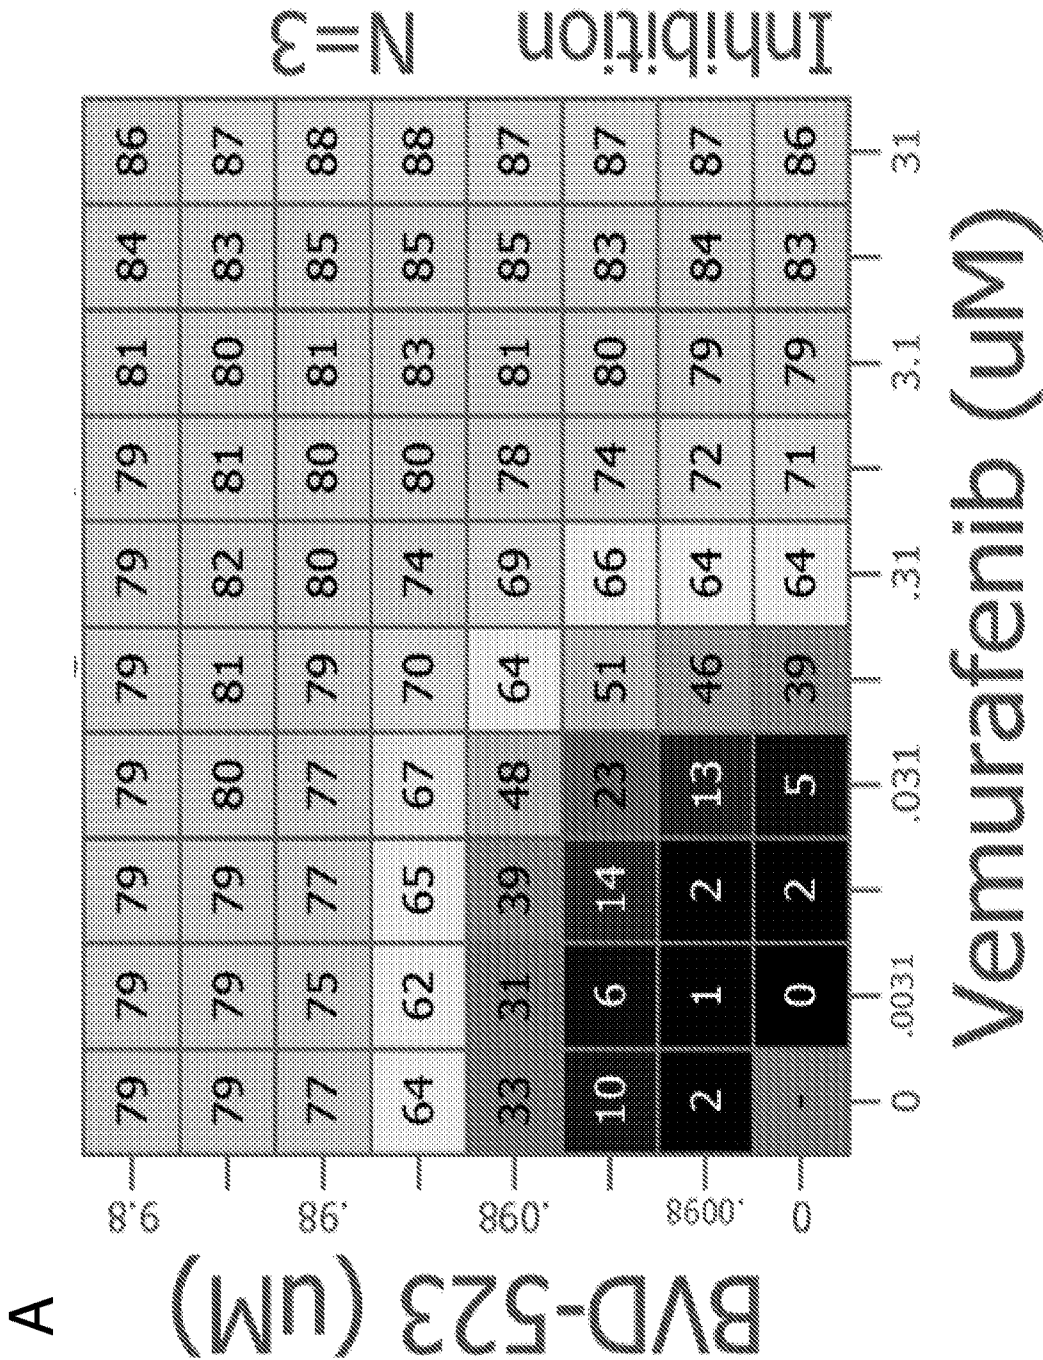 A
BVD-523 (uM)
9.8 79 79 79 79 79 79 79 81 84 86
79 79 79 80 81 82 81 80 83 87
.98 77 75 77 77 79 80 80 81 85 88
64 62 65 67 70 74 80 83 85 88
.098 33 31 39 48 64 69 78 81 85 87
10 6 14 23 51 66 74 80 83 87
.0098 2 1 2 13 46 64 72 79 84 87
0 - 0 2 5 39 64 71 79 83 86
0 .0031 .031 .31 3.1 31
Vemurafenib (uM)
Inhibition N=3